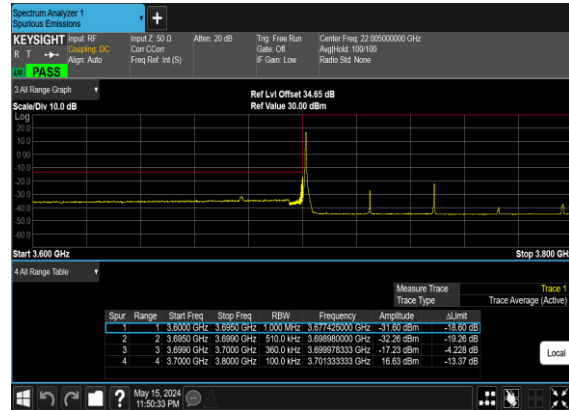 Spectrum Analyzer 1
Spurious Emissions
+
KEYSIGHT Input: RF Input Z: 50 Ω Atten: 20 dB Trig: Free Run Center Freq: 22.005000000 GHz
R T Coupling: DC Corr CCorr Gate: Off Avg|Hold: 100/100
Align: Auto Freq Ref: Int (S) IF Gain: Low Radio Std: None
PASS
3 All Range Graph
Ref Lvl Offset 34.65 dB
Scale/Div 10.0 dB Ref Value 30.00 dBm
Log
20.0
10.0
0.00
-10.0
-20.0
-30.0
-40.0
-50.0
-60.0
Start 3.600 GHz Stop 3.800 GHz
4 All Range Table
Measure Trace Trace 1
Trace Type Trace Average (Active)
Spur Range Start Freq Stop Freq RBW Frequency Amplitude ΔLimit
1 1 3.6000 GHz 3.6950 GHz 1.000 MHz 3.677425000 GHz -31.60 dBm -18.60 dB
2 2 3.6950 GHz 3.6990 GHz 510.0 kHz 3.698980000 GHz -32.26 dBm -19.26 dB
3 3 3.6990 GHz 3.7000 GHz 360.0 kHz 3.699978333 GHz -17.23 dBm -4.228 dB
4 4 3.7000 GHz 3.8000 GHz 100.0 kHz 3.701333333 GHz 16.63 dBm -13.37 dB
Local
?
May 15, 2024
11:50:33 PM